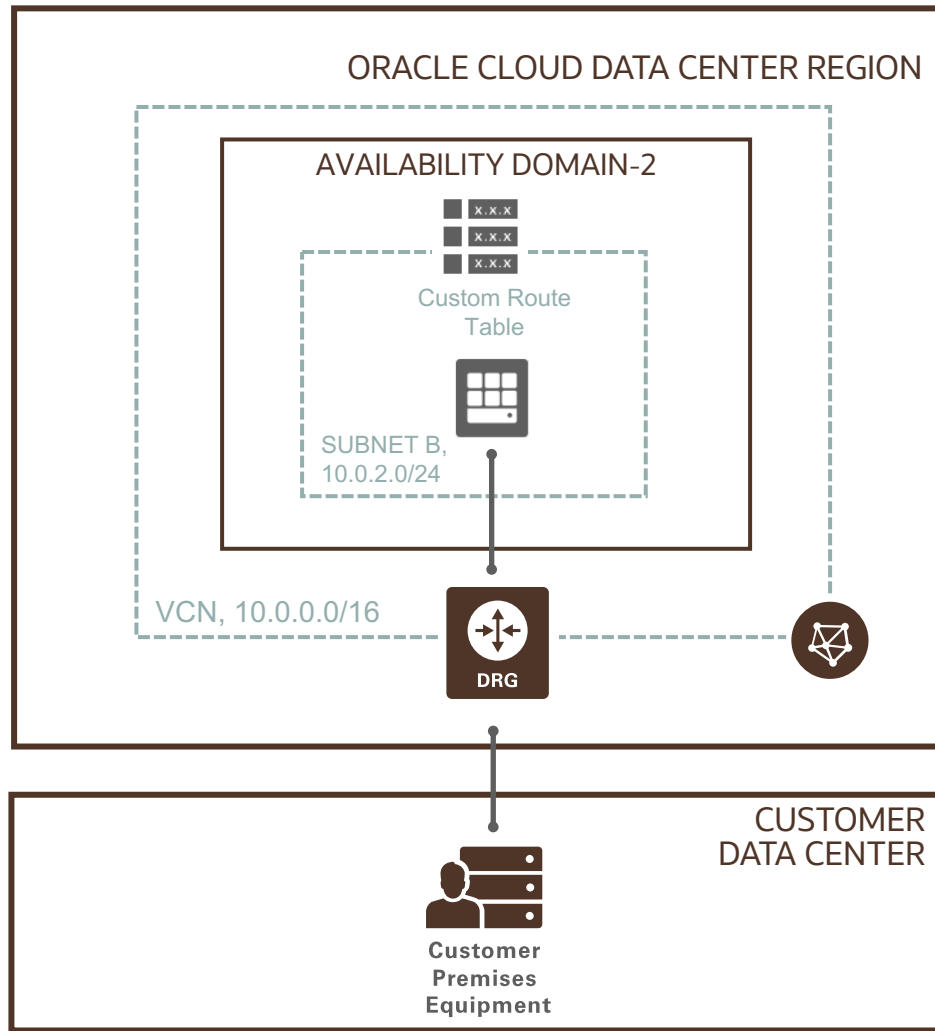 ORACLE CLOUD DATA CENTER REGION
AVAILABILITY DOMAIN-2
x.x.x
x.x.x
x.x.x
Custom Route
Table
SUBNET B,
10.0.2.0/24
VCN, 10.0.0.0/16
DRG
CUSTOMER
DATA CENTER
Customer
Premises
Equipment